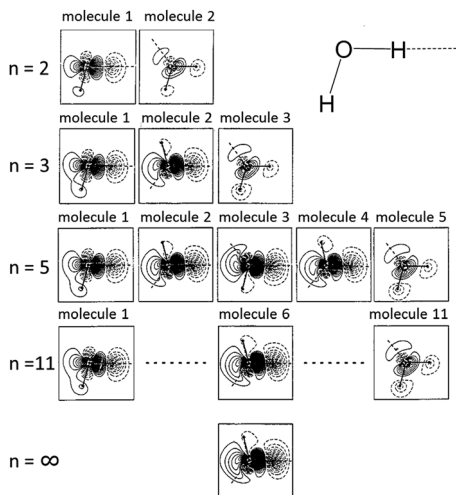 molecule 1 molecule 2
n = 2
O H
H
molecule 1 molecule 2 molecule 3
n = 3
molecule 1 molecule 2 molecule 3 molecule 4 molecule 5
n = 5
molecule 1 molecule 6 molecule 11
n =11
n = ∞